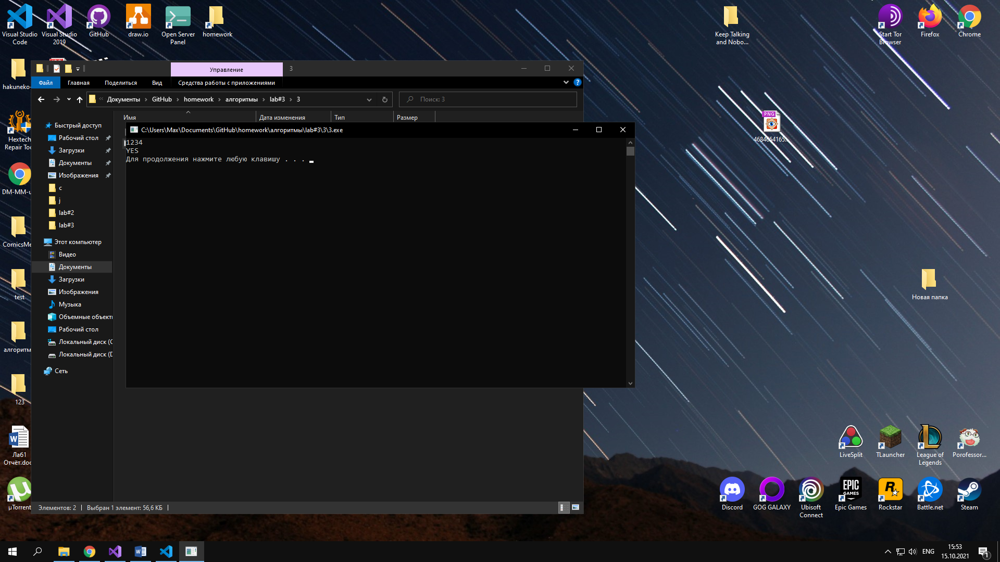 Visual Studio Code
Visual Studio 2019
GitHub
draw.io
Open Server Panel
homework
Keep Talking and Nobo...
Start Tor Browser
Firefox
Chrome
hakuneko-
Hextech Repair Too
DM-MM-u
ComicsMe
test
алгоритм
123
Лаб1 Отчёт.doc
µTorrent
Управление
3
Файл
Главная
Поделиться
Вид
Средства работы с приложениями
Документы
GitHub
homework
алгоритмы
lab#3
3
Поиск: 3
Имя
Дата изменения
Тип
Размер
Быстрый доступ
Рабочий стол
Загрузки
Документы
Изображения
c
j
lab#2
lab#3
Этот компьютер
Видео
Документы
Загрузки
Изображения
Музыка
Объемные объекты
Рабочий стол
Локальный диск (C
Локальный диск (D
Сеть
C:\Users\Max\Documents\GitHub\homework\алгоритмы\lab#3\3\3.exe
1234
YES
Для продолжения нажмите любую клавишу . . .
Элементов: 2
Выбран 1 элемент: 56,6 КБ
PNG
4684654165...
Новая папка
LiveSplit
TLauncher
League of Legends
Porofessor...
Discord
GOG GALAXY
Ubisoft Connect
EPIC GAMES
Epic Games
Rockstar
Battle.net
Steam
ENG
15:53
15.10.2021
1